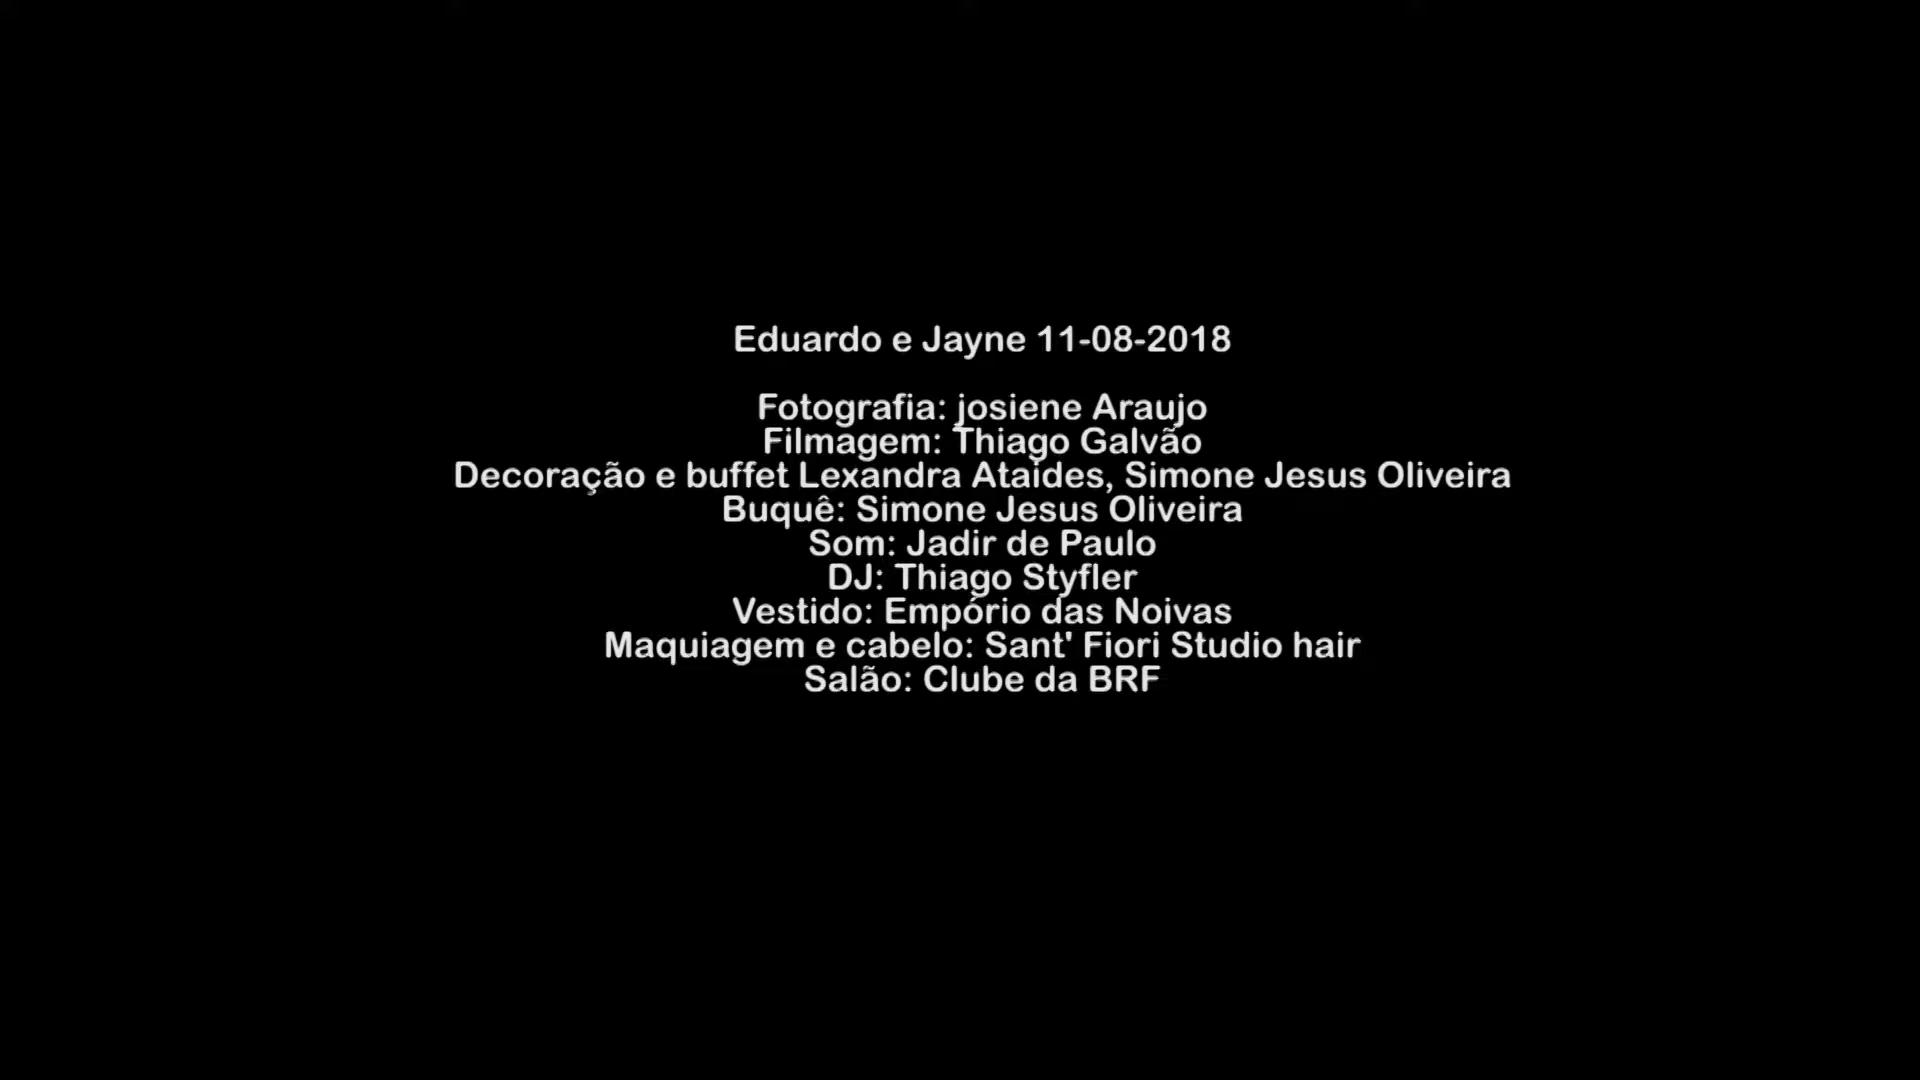 Eduardo e Jayne 11-08-2018
Fotografia: josiene Araujo
Filmagem: Thiago Galvão
Decoração e buffet Lexandra Ataides, Simone Jesus Oliveira
Buquê: Simone Jesus Oliveira
Som: Jadir de Paulo
DJ: Thiago Styfler
Vestido: Empório das Noivas
Maquiagem e cabelo: Sant' Fiori Studio hair
Salão: Clube da BRF